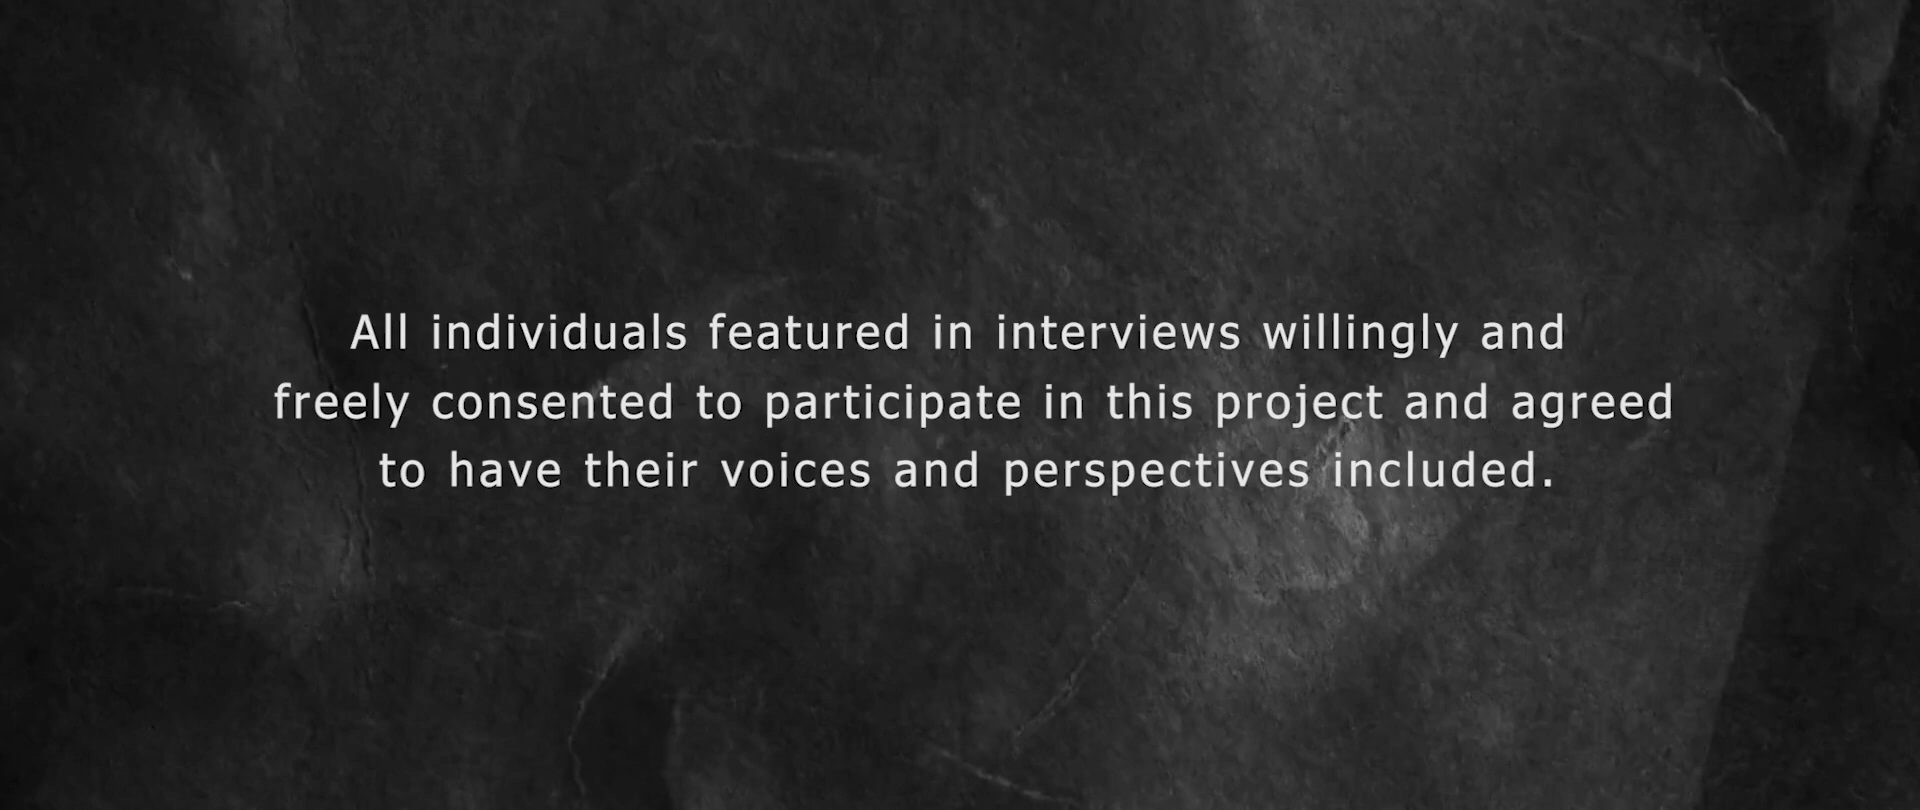 All individuals featured in interviews willingly and
freely consented to participate in this project and agreed
to have their voices and perspectives included.